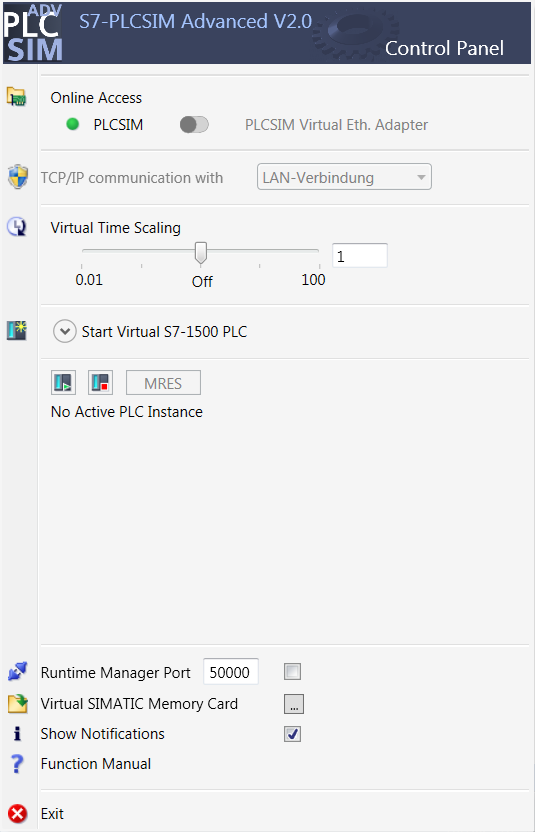 ADV
PLC
SIM
S7-PLCSIM Advanced V2.0
Control Panel
Online Access
PLCSIM
PLCSIM Virtual Eth. Adapter
TCP/IP communication with
LAN-Verbindung
Virtual Time Scaling
1
0.01
Off
100
Start Virtual S7-1500 PLC
MRES
No Active PLC Instance
Runtime Manager Port
50000
Virtual SIMATIC Memory Card
...
Show Notifications
Function Manual
Exit